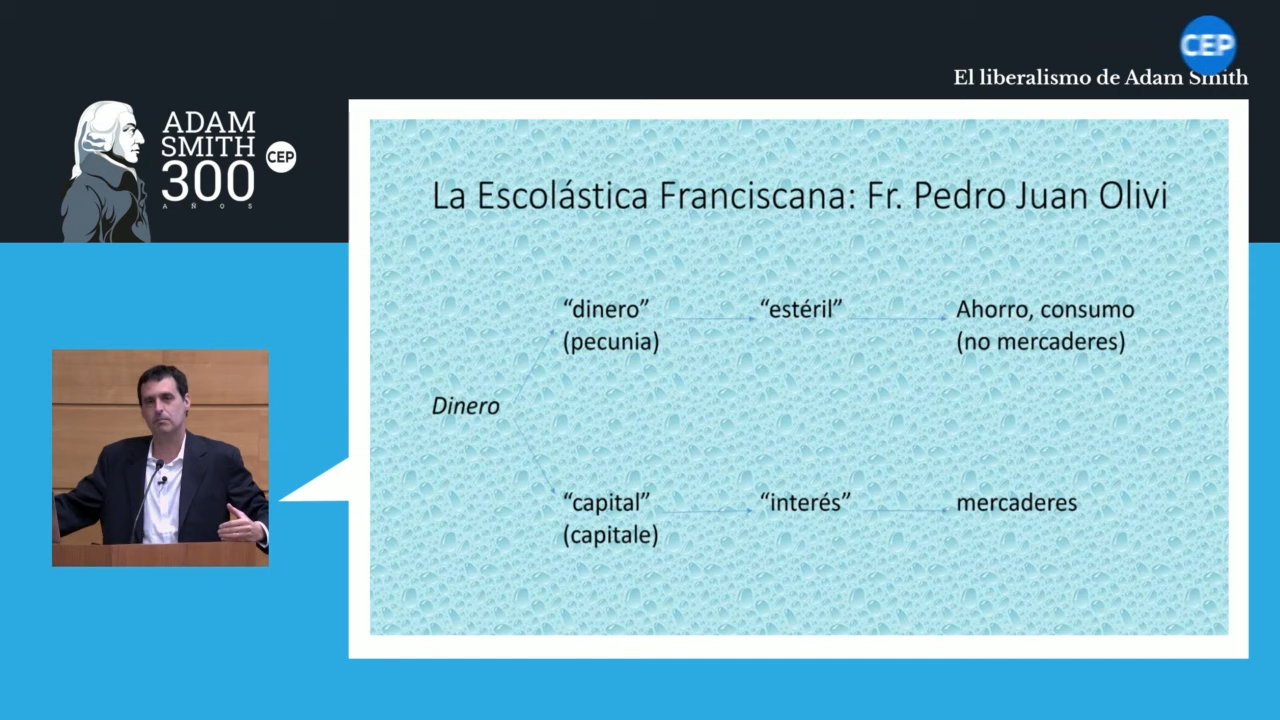 CEP
El liberalismo de Adam Smith
ADAM
SMITH
300
CEP
A Ñ O S
La Escolástica Franciscana: Fr. Pedro Juan Olivi
“dinero” “estéril” Ahorro, consumo
(pecunia) (no mercaderes)
Dinero
“capital” “interés” mercaderes
(capitale)